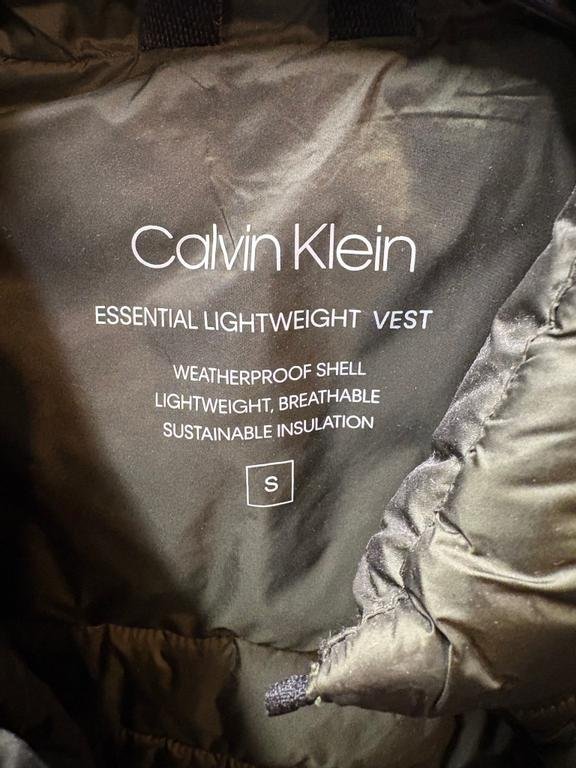 Calvin Klein
ESSENTIAL LIGHTWEIGHT VEST
WEATHERPROOF SHELL
LIGHTWEIGHT, BREATHABLE
SUSTAINABLE INSULATION
S